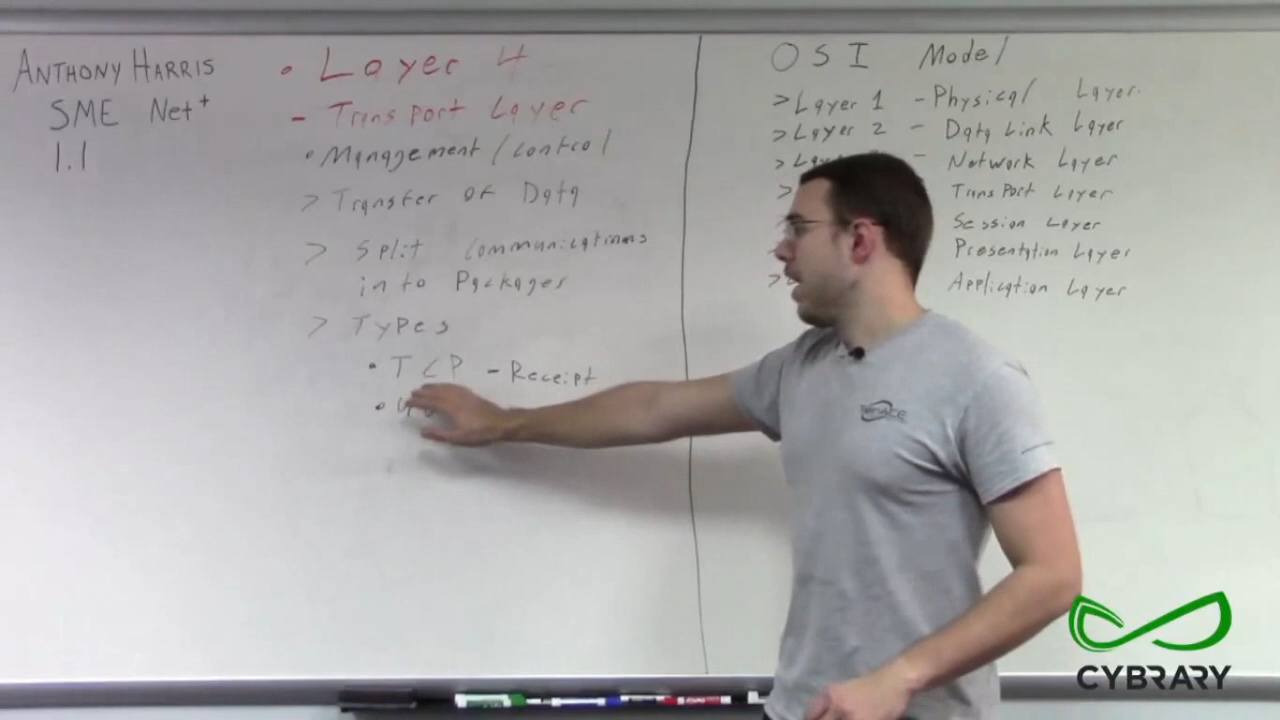 ANTHONY HARRIS
SME Net+
1.1
• Layer 4
- Transport Layer
• Management/control
> Transfer of Data
> Split communications
into Packages
> Types
• TCP - Receipt
•
OSI Model
> Layer 1 - Physical Layer
> Layer 2 - Data Link Layer
> - Network Layer
> Transport Layer
Session Layer
Presentation Layer
> Application Layer
CYBRARY